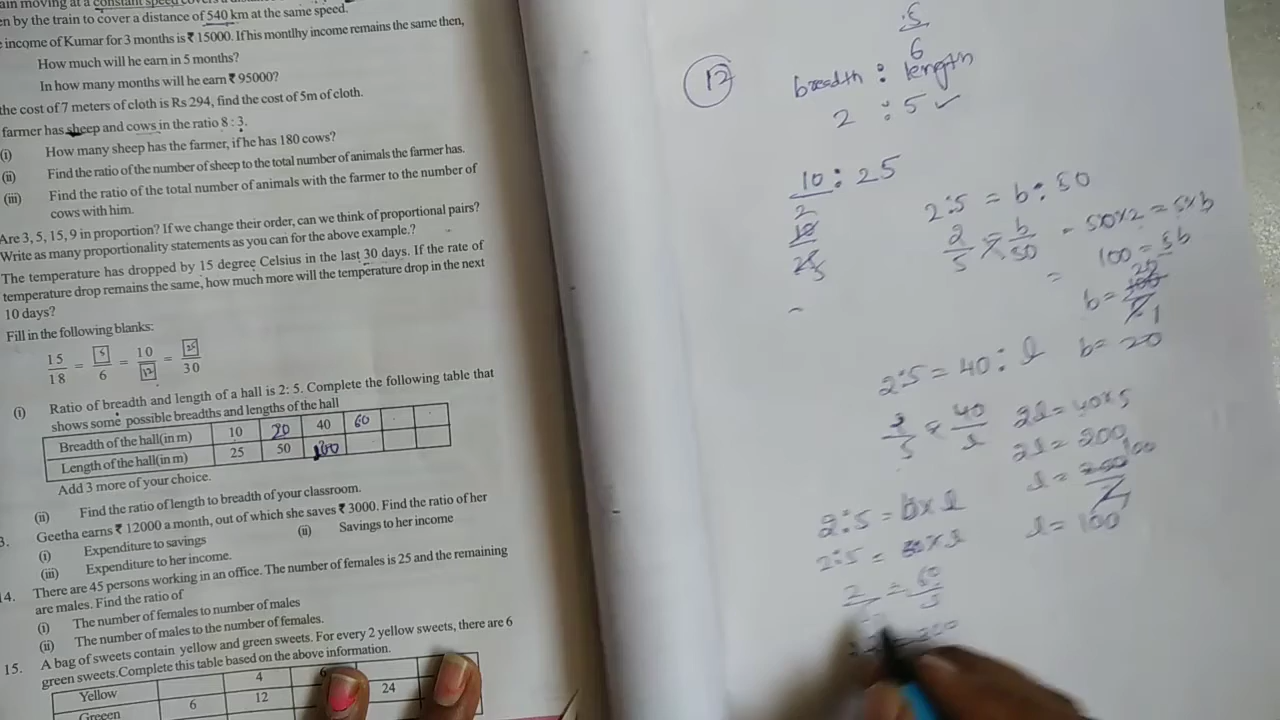 ain moving at a constant speed covers a distance
en by the train to cover a distance of 540 km at the same speed.
e income of Kumar for 3 months is ₹ 15000. If his montlhy income remains the same then,
How much will he earn in 5 months?
In how many months will he earn ₹ 95000?
the cost of 7 meters of cloth is Rs 294, find the cost of 5m of cloth.
farmer has sheep and cows in the ratio 8 : 3.
(i) How many sheep has the farmer, if he has 180 cows?
(ii) Find the ratio of the number of sheep to the total number of animals the farmer has.
(iii) Find the ratio of the total number of animals with the farmer to the number of
cows with him.
Are 3, 5, 15, 9 in proportion? If we change their order, can we think of proportional pairs?
Write as many proportionality statements as you can for the above example.?
The temperature has dropped by 15 degree Celsius in the last 30 days. If the rate of
temperature drop remains the same, how much more will the temperature drop in the next
10 days?
Fill in the following blanks:
15/18 = 5/6 = 10/12 = 25/30
(i) Ratio of breadth and length of a hall is 2: 5. Complete the following table that
shows some possible breadths and lengths of the hall
Breadth of the hall(in m) 10 20 40 60
Length of the hall(in m) 25 50 100
Add 3 more of your choice.
(ii) Find the ratio of length to breadth of your classroom.
3. Geetha earns ₹ 12000 a month, out of which she saves ₹ 3000. Find the ratio of her
(i) Expenditure to savings (ii) Savings to her income
(iii) Expenditure to her income.
14. There are 45 persons working in an office. The number of females is 25 and the remaining
are males. Find the ratio of
(i) The number of females to number of males
(ii) The number of males to the number of females.
15. A bag of sweets contain yellow and green sweets. For every 2 yellow sweets, there are 6
green sweets.Complete this table based on the above information.
Yellow 4 6
Greeen 6 12 24
5
6
12 breadth : length
2 : 5 ✓
10 : 25
2
2:5 = b:50
2/5 = b/50 = 50×2 = 5×b
= 100 = 5b
b = 
b = 20
2:5 = 40 : l
2/5 × 40/l 2l = 40×5
2l = 200
l = 
l = 100
2:5 = b × l
2:5 = 60 × l
2 = 60
300